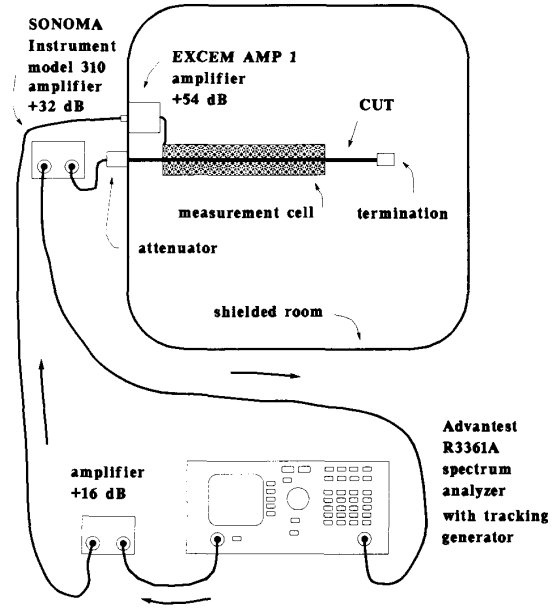 SONOMA
Instrument
model 310
amplifier
+32 dB
EXCEM AMP 1
amplifier
+54 dB
CUT
measurement cell
termination
attenuator
shielded room
amplifier
+16 dB
Advantest
R3361A
spectrum
analyzer
with tracking
generator